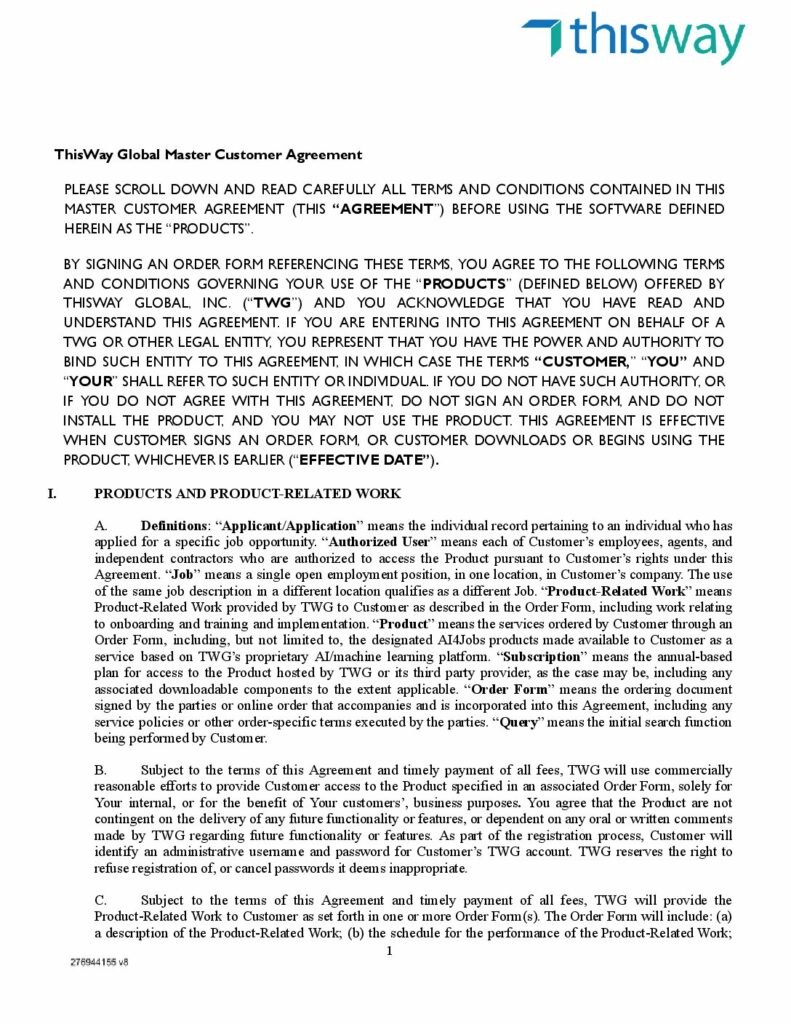 thisway
ThisWay Global Master Customer Agreement
PLEASE SCROLL DOWN AND READ CAREFULLY ALL TERMS AND CONDITIONS CONTAINED IN THIS
MASTER CUSTOMER AGREEMENT (THIS “AGREEMENT”) BEFORE USING THE SOFTWARE DEFINED
HEREIN AS THE “PRODUCTS”.
BY SIGNING AN ORDER FORM REFERENCING THESE TERMS, YOU AGREE TO THE FOLLOWING TERMS
AND CONDITIONS GOVERNING YOUR USE OF THE “PRODUCTS” (DEFINED BELOW) OFFERED BY
THISWAY GLOBAL, INC. (“TWG”) AND YOU ACKNOWLEDGE THAT YOU HAVE READ AND
UNDERSTAND THIS AGREEMENT. IF YOU ARE ENTERING INTO THIS AGREEMENT ON BEHALF OF A
TWG OR OTHER LEGAL ENTITY, YOU REPRESENT THAT YOU HAVE THE POWER AND AUTHORITY TO
BIND SUCH ENTITY TO THIS AGREEMENT, IN WHICH CASE THE TERMS “CUSTOMER,” “YOU” AND
“YOUR” SHALL REFER TO SUCH ENTITY OR INDIVIDUAL. IF YOU DO NOT HAVE SUCH AUTHORITY, OR
IF YOU DO NOT AGREE WITH THIS AGREEMENT, DO NOT SIGN AN ORDER FORM, AND DO NOT
INSTALL THE PRODUCT, AND YOU MAY NOT USE THE PRODUCT. THIS AGREEMENT IS EFFECTIVE
WHEN CUSTOMER SIGNS AN ORDER FORM, OR CUSTOMER DOWNLOADS OR BEGINS USING THE
PRODUCT, WHICHEVER IS EARLIER (“EFFECTIVE DATE”).
I. PRODUCTS AND PRODUCT-RELATED WORK
A. Definitions: “Applicant/Application” means the individual record pertaining to an individual who has
applied for a specific job opportunity. “Authorized User” means each of Customer’s employees, agents, and
independent contractors who are authorized to access the Product pursuant to Customer’s rights under this
Agreement. “Job” means a single open employment position, in one location, in Customer’s company. The use
of the same job description in a different location qualifies as a different Job. “Product-Related Work” means
Product-Related Work provided by TWG to Customer as described in the Order Form, including work relating
to onboarding and training and implementation. “Product” means the services ordered by Customer through an
Order Form, including, but not limited to, the designated AI4Jobs products made available to Customer as a
service based on TWG’s proprietary AI/machine learning platform. “Subscription” means the annual-based
plan for access to the Product hosted by TWG or its third party provider, as the case may be, including any
associated downloadable components to the extent applicable. “Order Form” means the ordering document
signed by the parties or online order that accompanies and is incorporated into this Agreement, including any
service policies or other order-specific terms executed by the parties. “Query” means the initial search function
being performed by Customer.
B. Subject to the terms of this Agreement and timely payment of all fees, TWG will use commercially
reasonable efforts to provide Customer access to the Product specified in an associated Order Form, solely for
Your internal, or for the benefit of Your customers’, business purposes. You agree that the Product are not
contingent on the delivery of any future functionality or features, or dependent on any oral or written comments
made by TWG regarding future functionality or features. As part of the registration process, Customer will
identify an administrative username and password for Customer’s TWG account. TWG reserves the right to
refuse registration of, or cancel passwords it deems inappropriate.
C. Subject to the terms of this Agreement and timely payment of all fees, TWG will provide the
Product-Related Work to Customer as set forth in one or more Order Form(s). The Order Form will include: (a)
a description of the Product-Related Work; (b) the schedule for the performance of the Product-Related Work;
1
276944155 v8